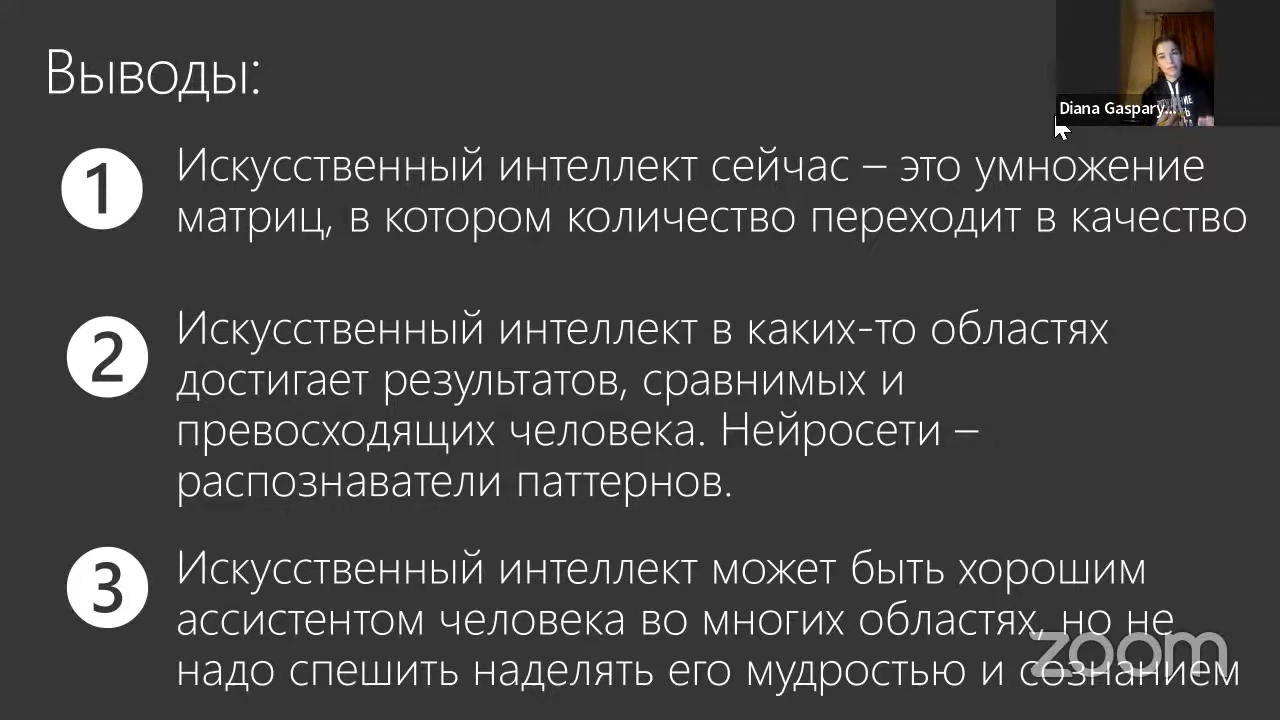 Выводы:
Diana Gaspary...
1
Искусственный интеллект сейчас – это умножение
матриц, в котором количество переходит в качество
2
Искусственный интеллект в каких-то областях
достигает результатов, сравнимых и
превосходящих человека. Нейросети –
распознаватели паттернов.
3
Искусственный интеллект может быть хорошим
ассистентом человека во многих областях, но не
надо спешить наделять его мудростью и сознанием
zoom